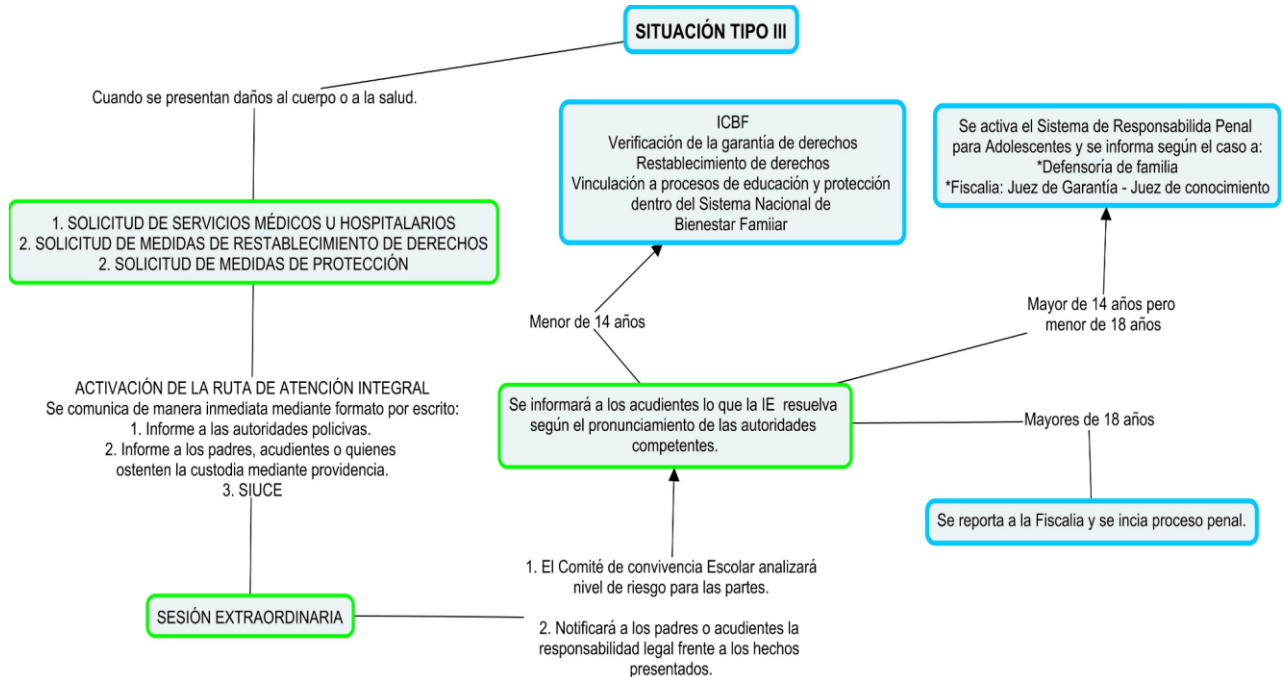 SITUACIÓN TIPO III
Cuando se presentan daños al cuerpo o a la salud.
1. SOLICITUD DE SERVICIOS MÉDICOS U HOSPITALARIOS
2. SOLICITUD DE MEDIDAS DE RESTABLECIMIENTO DE DERECHOS
2. SOLICITUD DE MEDIDAS DE PROTECCIÓN
ACTIVACIÓN DE LA RUTA DE ATENCIÓN INTEGRAL
Se comunica de manera inmediata mediante formato por escrito:
1. Informe a las autoridades policivas.
2. Informe a los padres, acudientes o quienes
ostenten la custodia mediante providencia.
3. SIUCE
SESIÓN EXTRAORDINARIA
1. El Comité de convivencia Escolar analizará
nivel de riesgo para las partes.
2. Notificará a los padres o acudientes la
responsabilidad legal frente a los hechos
presentados.
Se informará a los acudientes lo que la IE resuelva
según el pronunciamiento de las autoridades
competentes.
Menor de 14 años
ICBF
Verificación de la garantía de derechos
Restablecimiento de derechos
Vinculación a procesos de educación y protección
dentro del Sistema Nacional de
Bienestar Famiiar
Mayor de 14 años pero
menor de 18 años
Se activa el Sistema de Responsabilida Penal
para Adolescentes y se informa según el caso a:
*Defensoría de familia
*Fiscalia: Juez de Garantía - Juez de conocimiento
Mayores de 18 años
Se reporta a la Fiscalia y se incia proceso penal.